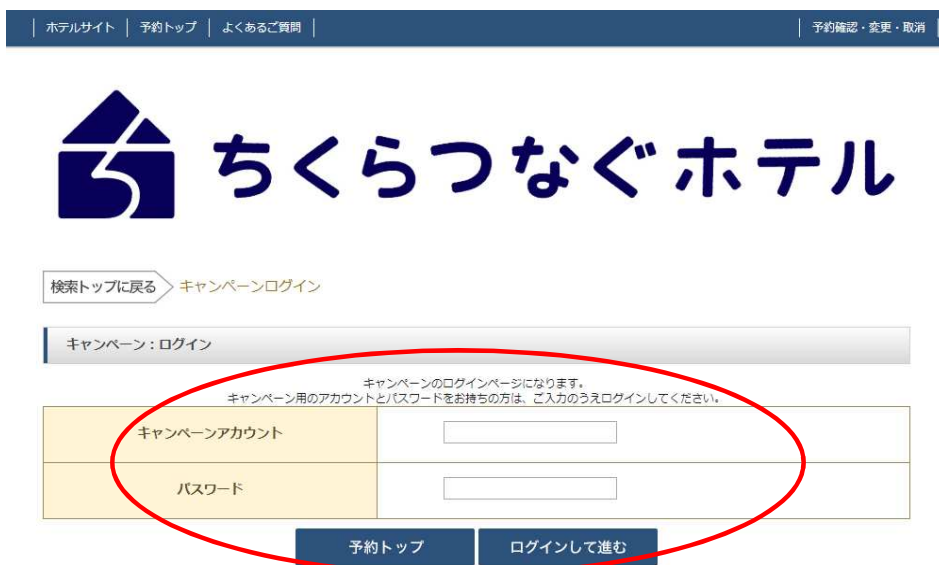 ホテルサイト 予約トップ よくあるご質問 予約確認・変更・取消
ちくらつなぐホテル
検索トップに戻る キャンペーンログイン
キャンペーン:ログイン
キャンペーンのログインページになります。
キャンペーン用のアカウントとパスワードをお持ちの方は、ご入力のうえログインしてください。
キャンペーンアカウント
パスワード
予約トップ ログインして進む